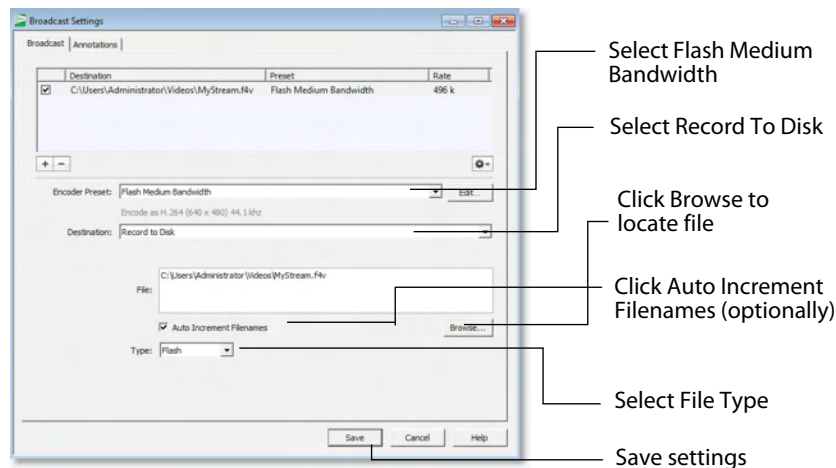 Broadcast Settings
Broadcast
Annotations
Destination Preset Rate
C:\Users\Administrator\Videos\MyStream.f4v Flash Medium Bandwidth 496 k
+ −
Encoder Preset: Flash Medium Bandwidth Edit...
Encode as H.264 (640 x 480) 44.1 khz
Destination: Record to Disk
File: C:\Users\Administrator\Videos\MyStream.f4v
Auto Increment Filenames
Browse...
Type: Flash
Save Cancel Help
Select Flash Medium
Bandwidth
Select Record To Disk
Click Browse to
locate file
Click Auto Increment
Filenames (optionally)
Select File Type
Save settings